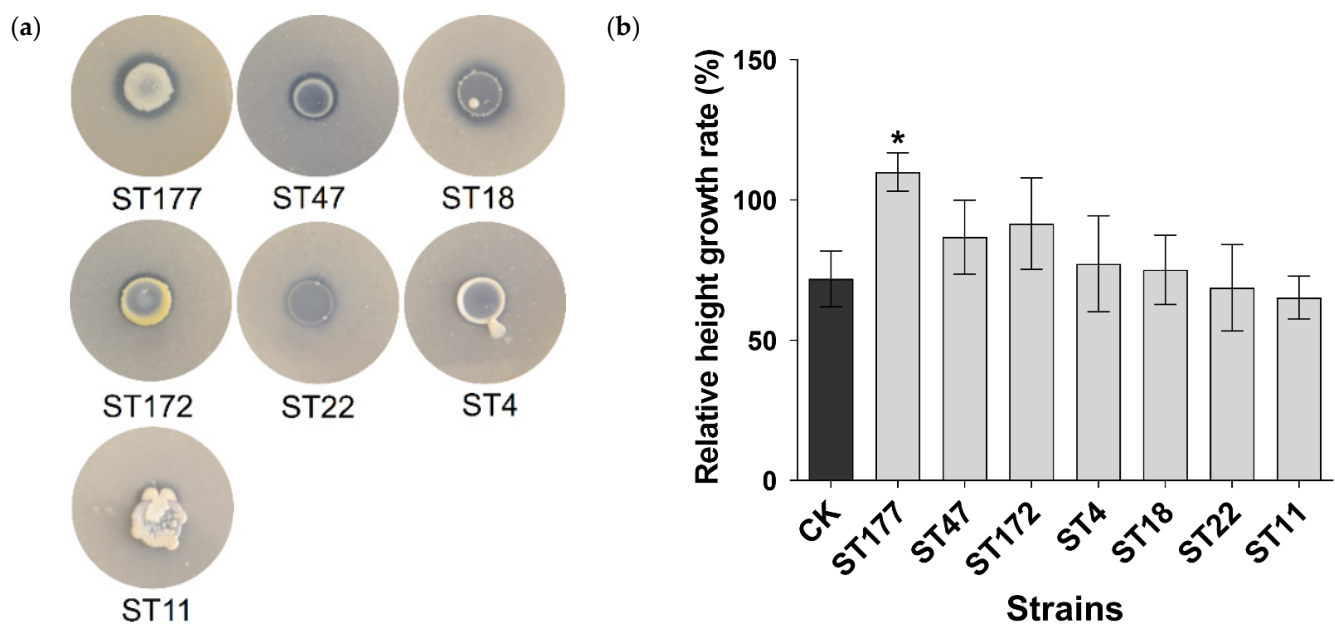 (a)
ST177 ST47 ST18
ST172 ST22 ST4
ST11
(b)
Relative height growth rate (%)
150
100
50
0
*
CK ST177 ST47 ST172 ST4 ST18 ST22 ST11
Strains